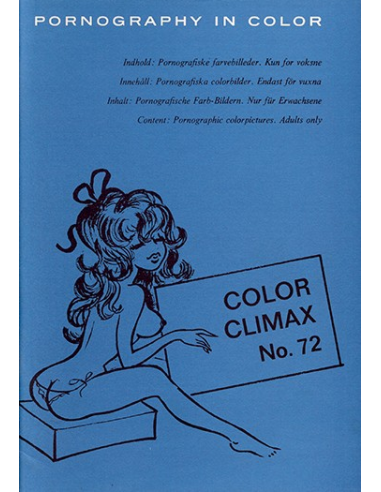 PORNOGRAPHY IN COLOR
Indhold: Pornografiske farvebilleder. Kun for voksne
Innehåll: Pornografiska colorbilder. Endast för vuxna
Inhalt: Pornografische Farb-Bildern. Nur für Erwachsene
Content: Pornographic colorpictures. Adults only
COLOR
CLIMAX
No. 72